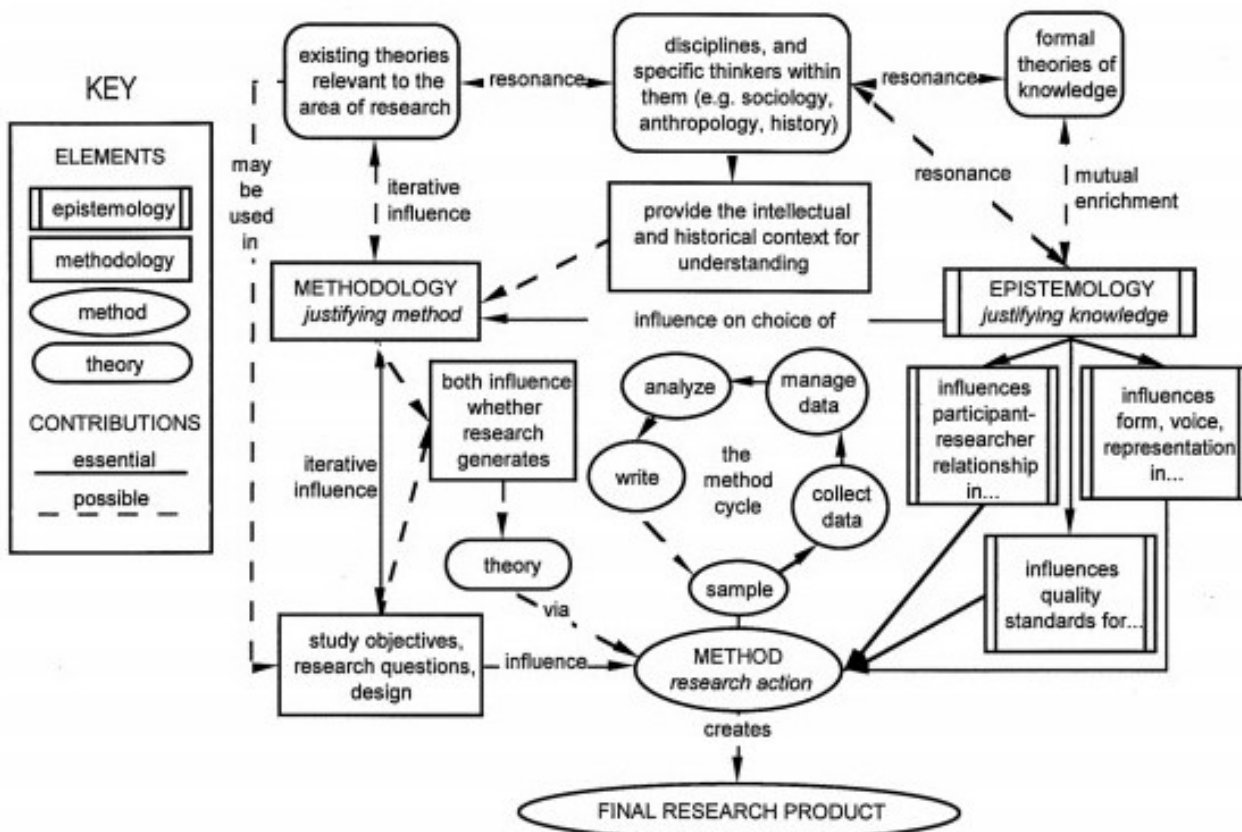 KEY
ELEMENTS
epistemology
methodology
method
theory
CONTRIBUTIONS
essential
possible
existing theories
relevant to the
area of research
resonance
disciplines, and
specific thinkers within
them (e.g. sociology,
anthropology, history)
resonance
formal
theories of
knowledge
may
be
used
in
iterative
influence
provide the intellectual
and historical context for
understanding
resonance
mutual
enrichment
METHODOLOGY
justifying method
influence on choice of
EPISTEMOLOGY
justifying knowledge
both influence
whether
research
generates
iterative
influence
theory
via
analyze
manage
data
write
the
method
cycle
collect
data
sample
influences
participant-
researcher
relationship
in...
influences
form, voice,
representation
in...
influences
quality
standards for...
study objectives,
research questions,
design
influence
METHOD
research action
creates
FINAL RESEARCH PRODUCT